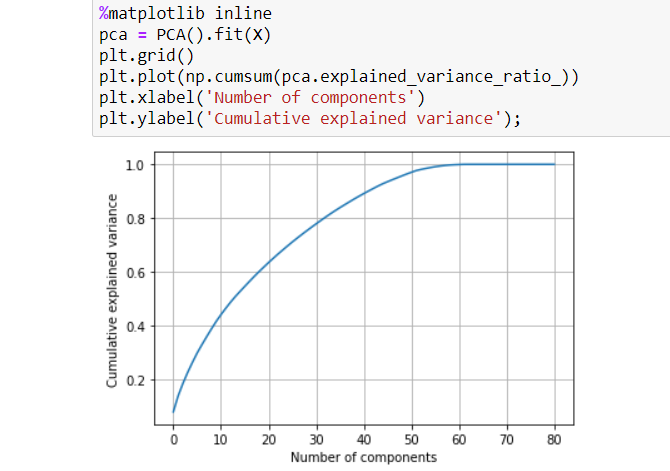 %matplotlib inline
pca = PCA().fit(X)
plt.grid()
plt.plot(np.cumsum(pca.explained_variance_ratio_))
plt.xlabel('Number of components')
plt.ylabel('Cumulative explained variance');
1.0
0.8
0.6
0.4
0.2
Cumulative explained variance
0 10 20 30 40 50 60 70 80
Number of components